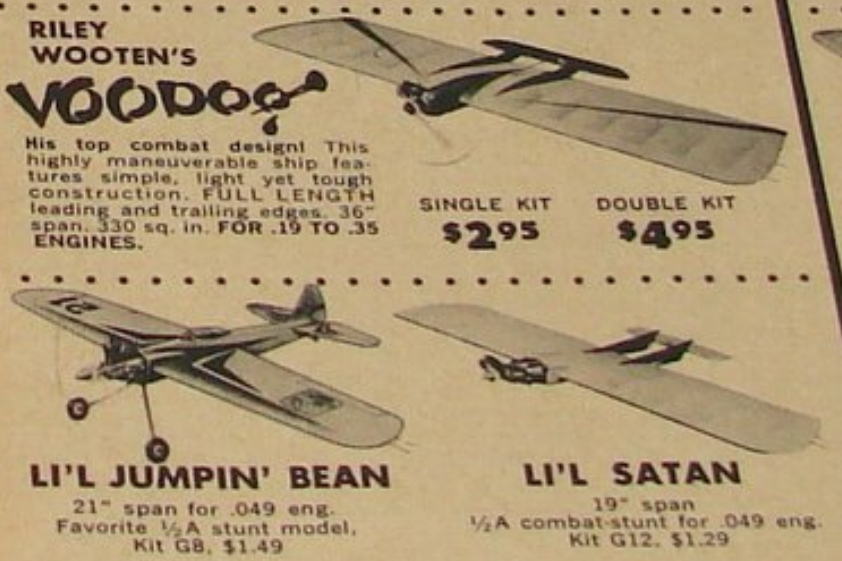 RILEY
WOOTEN'S
VOODOO
His top combat design! This
highly maneuverable ship fea-
tures simple, light yet tough
construction. FULL LENGTH
leading and trailing edges. 36"
span. 330 sq. in. FOR .19 TO .35
ENGINES.
SINGLE KIT
$2.95
DOUBLE KIT
$4.95
21
LI'L JUMPIN' BEAN
21" span for .049 eng.
Favorite ½A stunt model,
Kit G8, $1.49
LI'L SATAN
19" span
½A combat-stunt for .049 eng.
Kit G12, $1.29